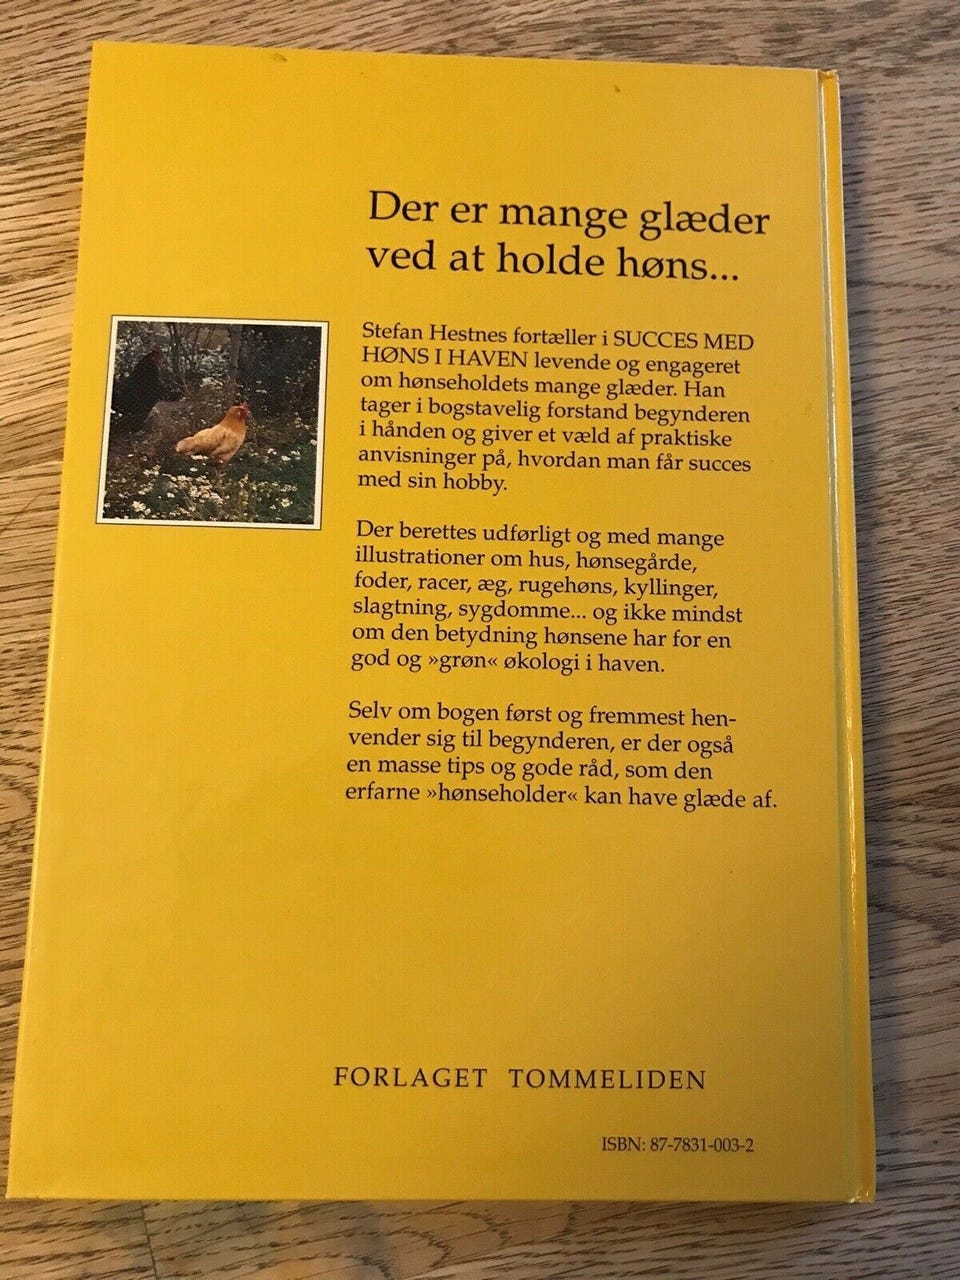 Der er mange glæder
ved at holde høns...
Stefan Hestnes fortæller i SUCCES MED
HØNS I HAVEN levende og engageret
om hønseholdets mange glæder. Han
tager i bogstavelig forstand begynderen
i hånden og giver et væld af praktiske
anvisninger på, hvordan man får succes
med sin hobby.
Der berettes udførligt og med mange
illustrationer om hus, hønsegårde,
foder, racer, æg, rugehøns, kyllinger,
slagtning, sygdomme... og ikke mindst
om den betydning hønsene har for en
god og »grøn« økologi i haven.
Selv om bogen først og fremmest hen-
vender sig til begynderen, er der også
en masse tips og gode råd, som den
erfarne »hønseholder« kan have glæde af.
FORLAGET TOMMELIDEN
ISBN: 87-7831-003-2